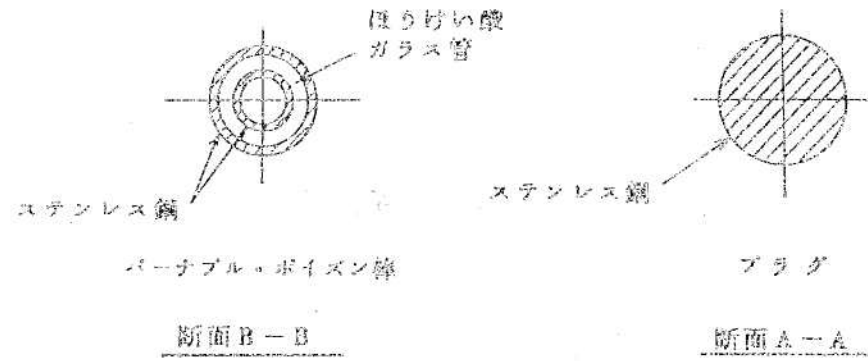 ほうけい酸
ガラス管
ステンレス鋼
バーナブル・ポイズン棒
断面B－B
ステンレス鋼
プラグ
断面A－A